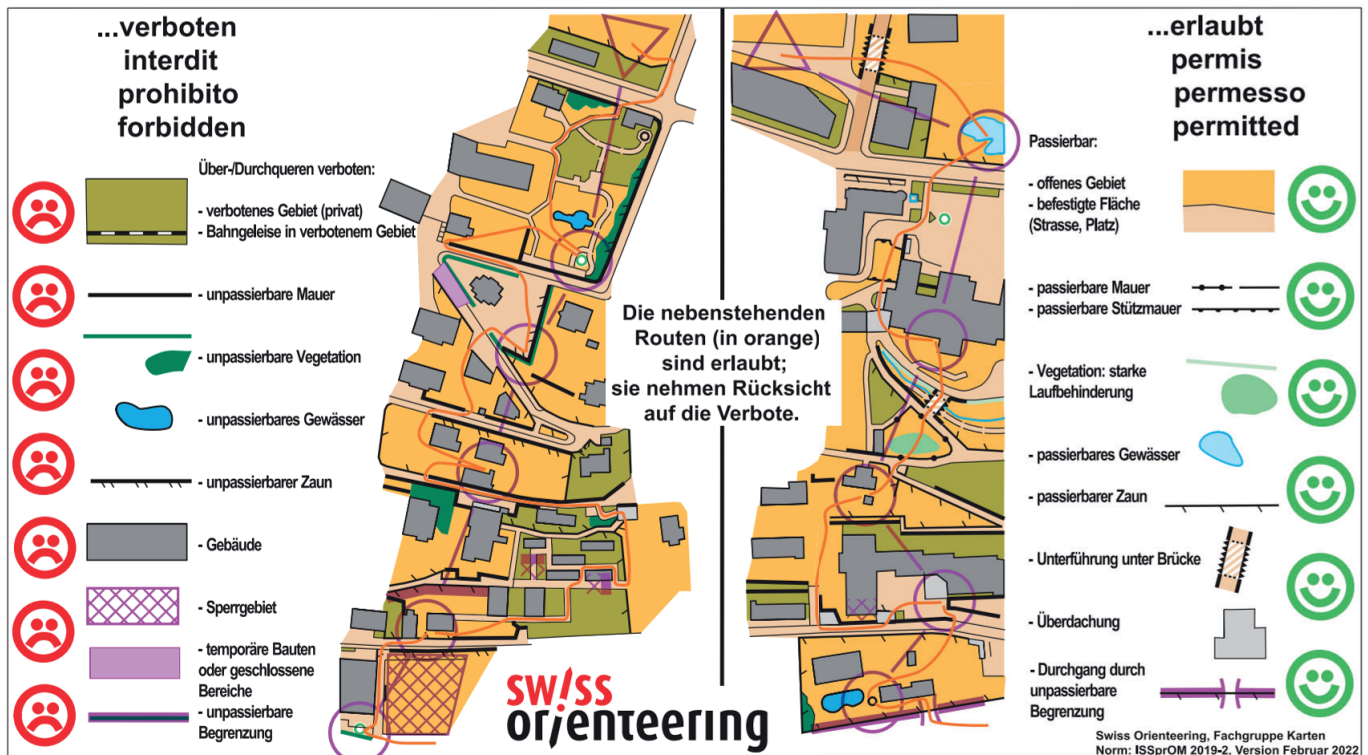 ...verboten
interdit
prohibito
forbidden
Über-/Durchqueren verboten:
- verbotenes Gebiet (privat)
- Bahngeleise in verbotenem Gebiet
- unpassierbare Mauer
- unpassierbare Vegetation
- unpassierbares Gewässer
- unpassierbarer Zaun
- Gebäude
- Sperrgebiet
- temporäre Bauten
oder geschlossene
Bereiche
- unpassierbare
Begrenzung
Die nebenstehenden
Routen (in orange)
sind erlaubt;
sie nehmen Rücksicht
auf die Verbote.
swiss
orienteering
...erlaubt
permis
permesso
permitted
Passierbar:
- offenes Gebiet
- befestigte Fläche
(Strasse, Platz)
- passierbare Mauer
- passierbare Stützmauer
- Vegetation: starke
Laufbehinderung
- passierbares Gewässer
- passierbarer Zaun
- Unterführung unter Brücke
- Überdachung
- Durchgang durch
unpassierbare
Begrenzung
Swiss Orienteering, Fachgruppe Karten
Norm: ISSprOM 2019-2, Version Februar 2022